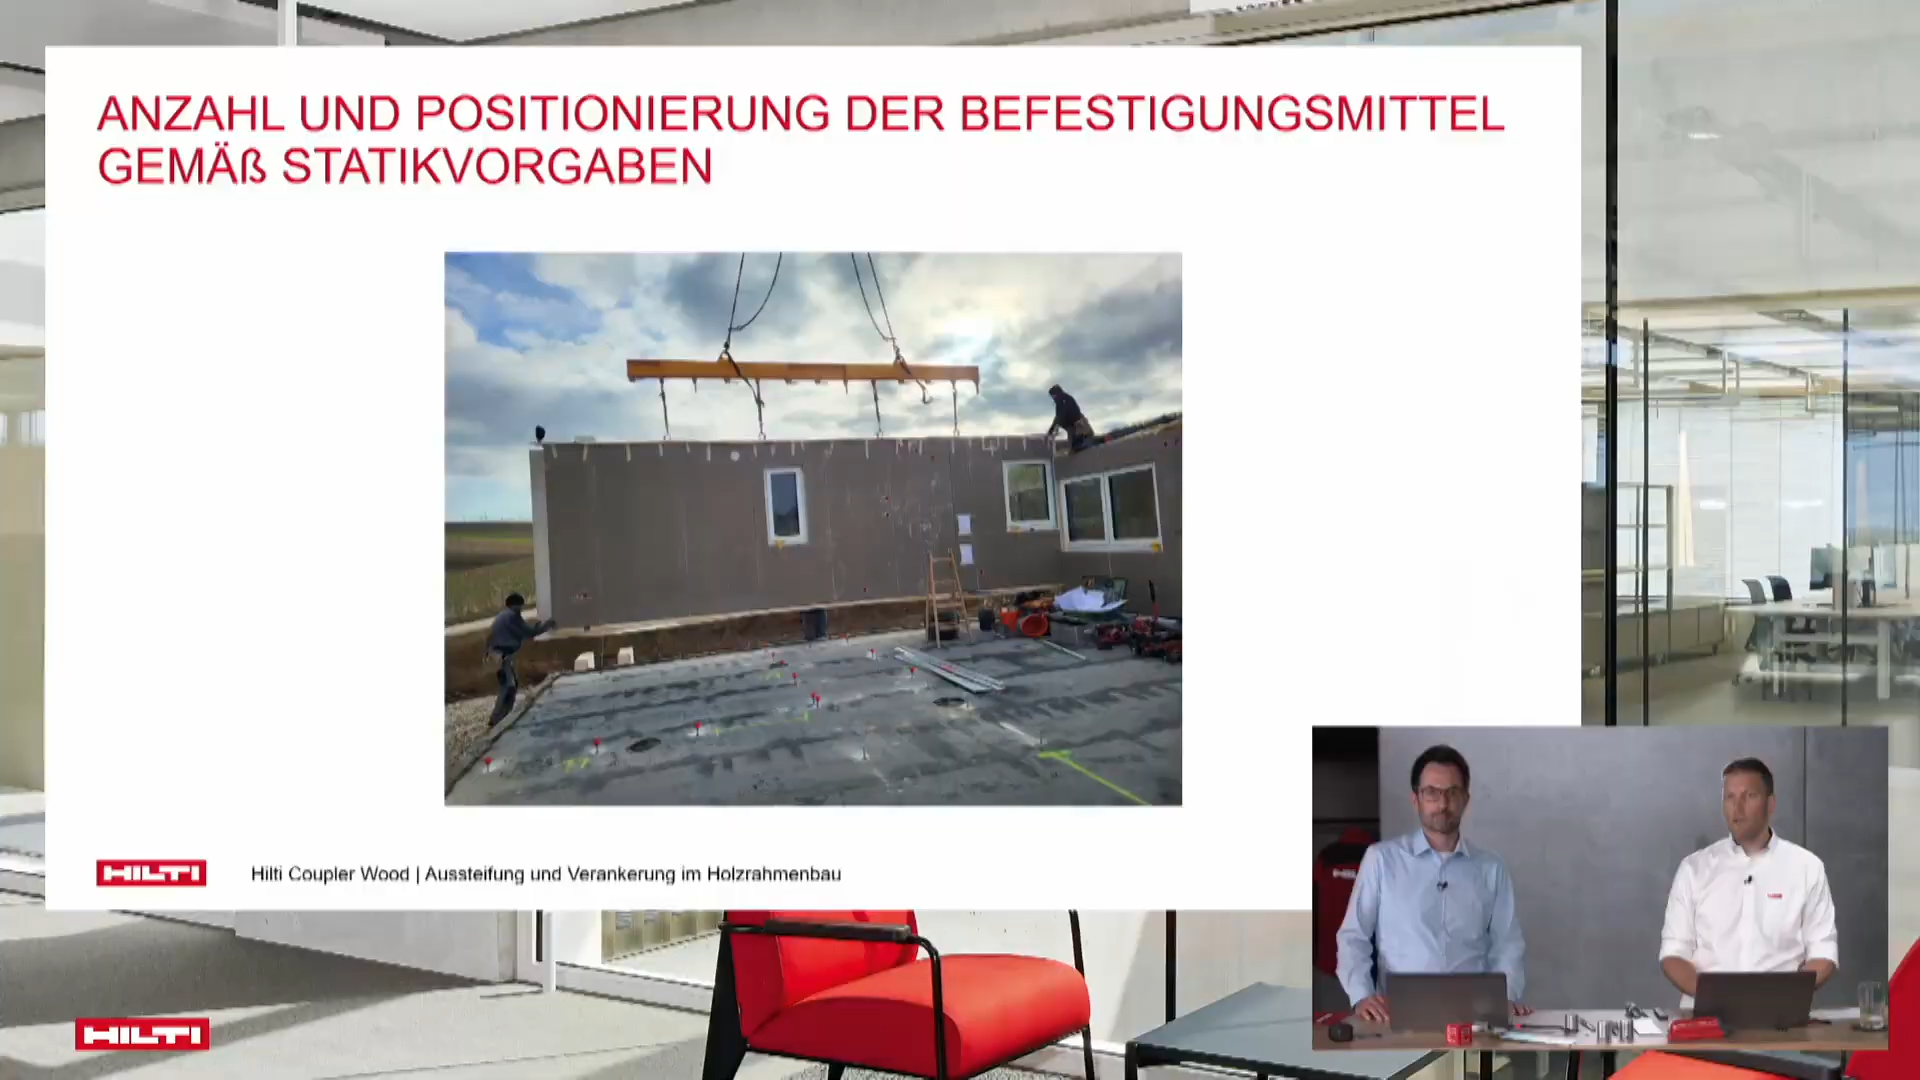 ANZAHL UND POSITIONIERUNG DER BEFESTIGUNGSMITTEL
GEMÄß STATIKVORGABEN
HILTI
Hilti Coupler Wood | Aussteifung und Verankerung im Holzrahmenbau
HILTI